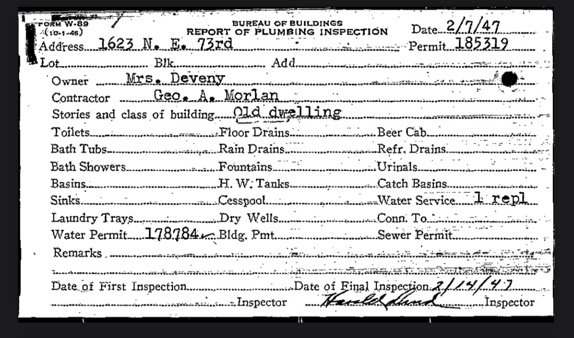 FORM W-89
BUREAU OF BUILDINGS
(10-1-46)
REPORT OF PLUMBING INSPECTION
Date 2/7/47
Address 1623 N. E. 73rd
Permit 185319
Lot Blk. Add
Owner Mrs. Deveny
Contractor Geo. A. Morlan
Stories and class of building Old dwelling
Toilets Floor Drains Beer Cab.
Bath Tubs Rain Drains Refr. Drains
Bath Showers Fountains Urinals
Basins H. W. Tanks Catch Basins
Sinks Cesspool Water Service 1 repl
Laundry Trays Dry Wells Conn. To
Water Permit 178784 Bldg. Pmt. Sewer Permit
Remarks
Date of First Inspection Date of Final Inspection 2/14/47
Inspector Harold Inspector